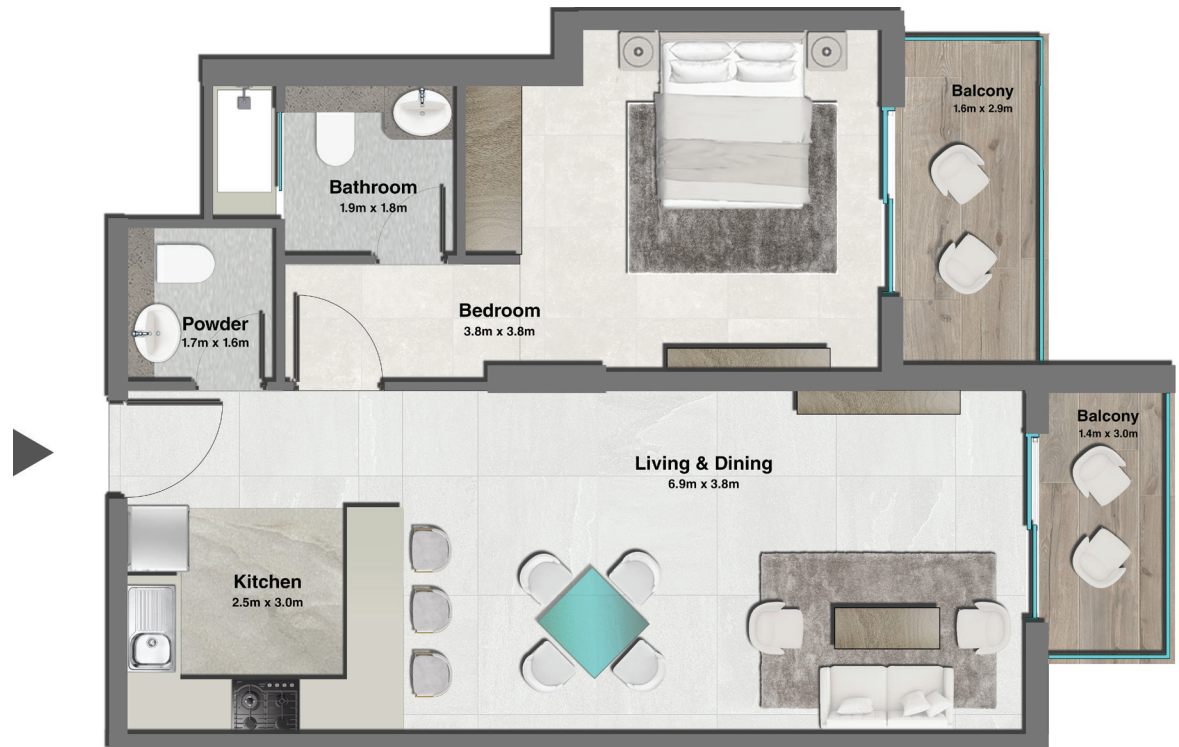 Balcony
1.6m x 2.9m
Bathroom
1.9m x 1.8m
Bedroom
3.8m x 3.8m
Powder
1.7m x 1.6m
Balcony
1.4m x 3.0m
Living & Dining
6.9m x 3.8m
Kitchen
2.5m x 3.0m